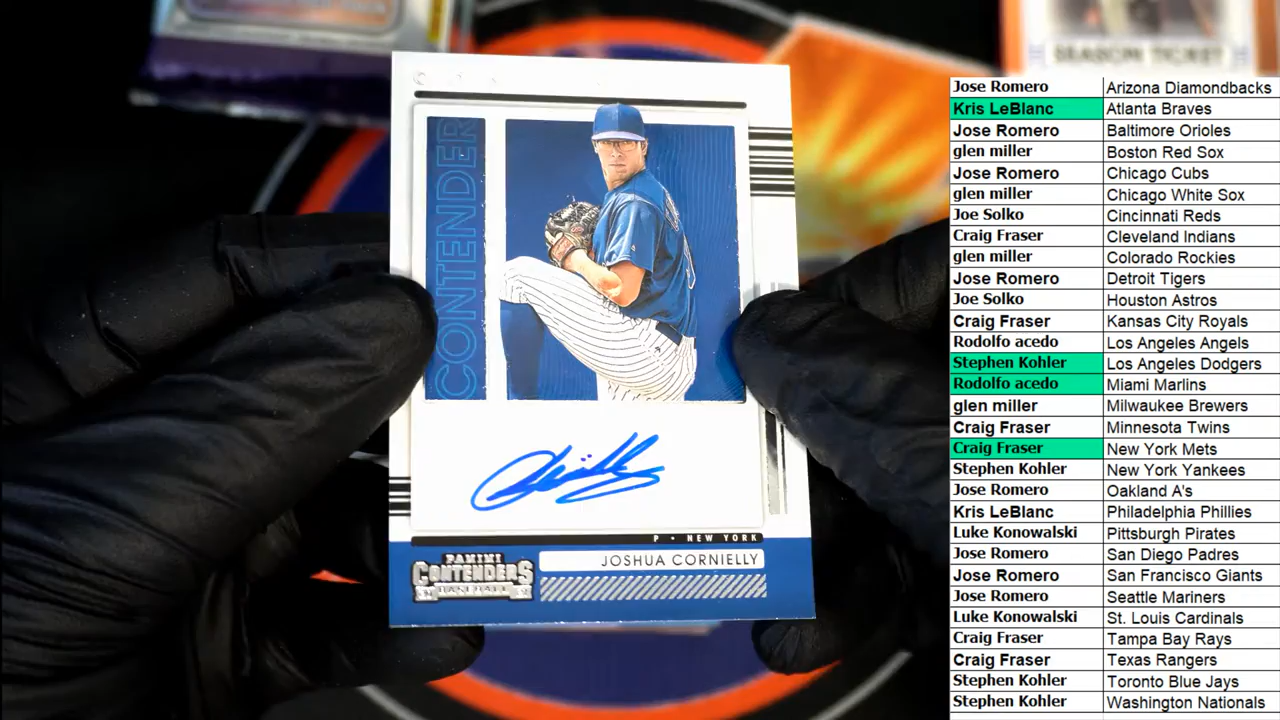 SEASON TICKET
CONTENDER
P • NEW YORK
JOSHUA CORNIELLY
PANINI
CONTENDERS
BASEBALL
Jose Romero Arizona Diamondbacks
Kris LeBlanc Atlanta Braves
Jose Romero Baltimore Orioles
glen miller Boston Red Sox
Jose Romero Chicago Cubs
glen miller Chicago White Sox
Joe Solko Cincinnati Reds
Craig Fraser Cleveland Indians
glen miller Colorado Rockies
Jose Romero Detroit Tigers
Joe Solko Houston Astros
Craig Fraser Kansas City Royals
Rodolfo acedo Los Angeles Angels
Stephen Kohler Los Angeles Dodgers
Rodolfo acedo Miami Marlins
glen miller Milwaukee Brewers
Craig Fraser Minnesota Twins
Craig Fraser New York Mets
Stephen Kohler New York Yankees
Jose Romero Oakland A's
Kris LeBlanc Philadelphia Phillies
Luke Konowalski Pittsburgh Pirates
Jose Romero San Diego Padres
Jose Romero San Francisco Giants
Jose Romero Seattle Mariners
Luke Konowalski St. Louis Cardinals
Craig Fraser Tampa Bay Rays
Craig Fraser Texas Rangers
Stephen Kohler Toronto Blue Jays
Stephen Kohler Washington Nationals